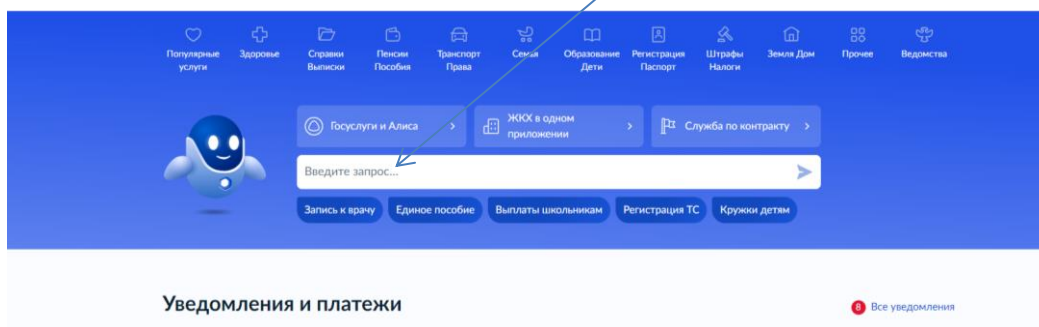 Популярные услуги
Здоровье
Справки Выписки
Пенсии Пособия
Транспорт Права
Семья
Образование Дети
Регистрация Паспорт
Штрафы Налоги
Земля Дом
Прочее
Ведомства
Госуслуги и Алиса
ЖКХ в одном приложении
Служба по контракту
Введите запрос...
Запись к врачу
Единое пособие
Выплаты школьникам
Регистрация ТС
Кружки детям
Уведомления и платежи
8 Все уведомления